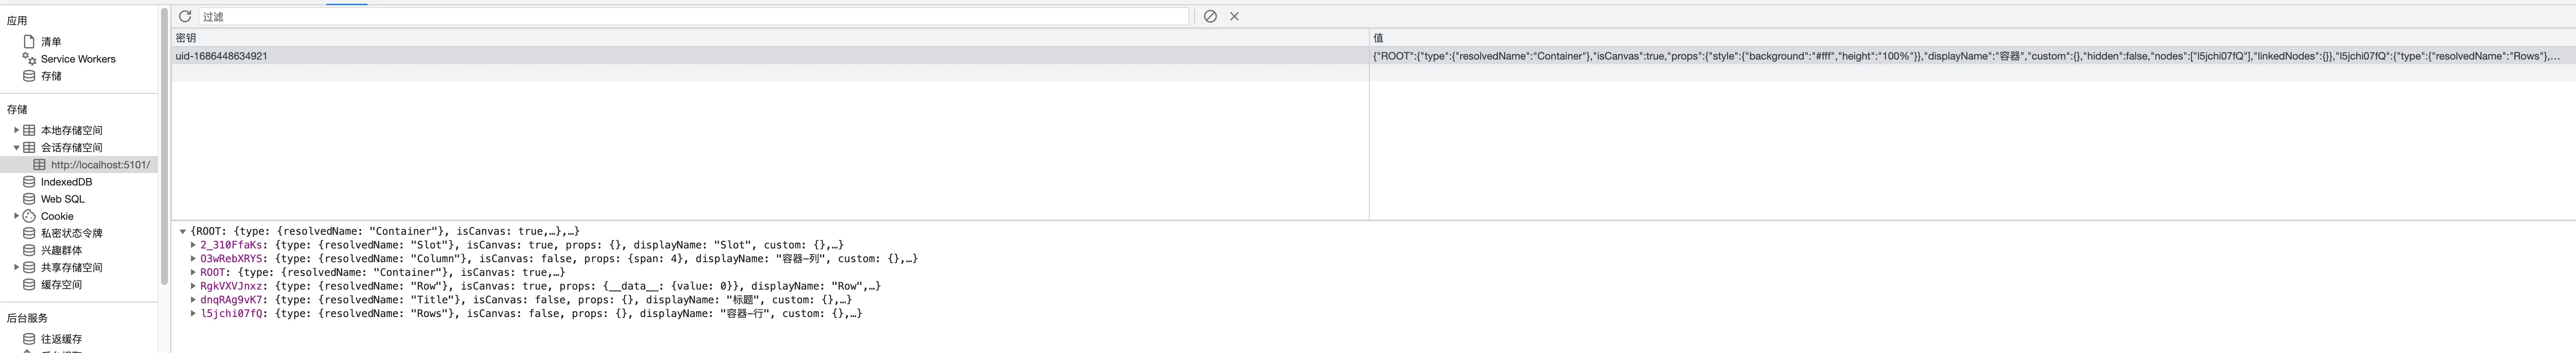 应用
清单
Service Workers
存储
存储
本地存储空间
会话存储空间
http://localhost:5101/
IndexedDB
Web SQL
Cookie
私密状态令牌
兴趣群体
共享存储空间
缓存空间
后台服务
往返缓存
过滤
密钥
值
uid-1686448634921
{"ROOT":{"type":{"resolvedName":"Container"},"isCanvas":true,"props":{"style":{"background":"#fff","height":"100%"}},"displayName":"容器","custom":{},"hidden":false,"nodes":["l5jchi07fQ"],"linkedNodes":{}},"l5jchi07fQ":{"type":{"resolvedName":"Rows"},…
{ROOT: {type: {resolvedName: "Container"}, isCanvas: true,…},…}
2_310FfaKs: {type: {resolvedName: "Slot"}, isCanvas: true, props: {}, displayName: "Slot", custom: {},…}
O3wRebXRYS: {type: {resolvedName: "Column"}, isCanvas: false, props: {span: 4}, displayName: "容器-列", custom: {},…}
ROOT: {type: {resolvedName: "Container"}, isCanvas: true,…}
RgkVXVJnxz: {type: {resolvedName: "Row"}, isCanvas: true, props: {__data__: {value: 0}}, displayName: "Row",…}
dnqRAg9vK7: {type: {resolvedName: "Title"}, isCanvas: false, props: {}, displayName: "标题", custom: {},…}
l5jchi07fQ: {type: {resolvedName: "Rows"}, isCanvas: false, props: {}, displayName: "容器-行", custom: {},…}